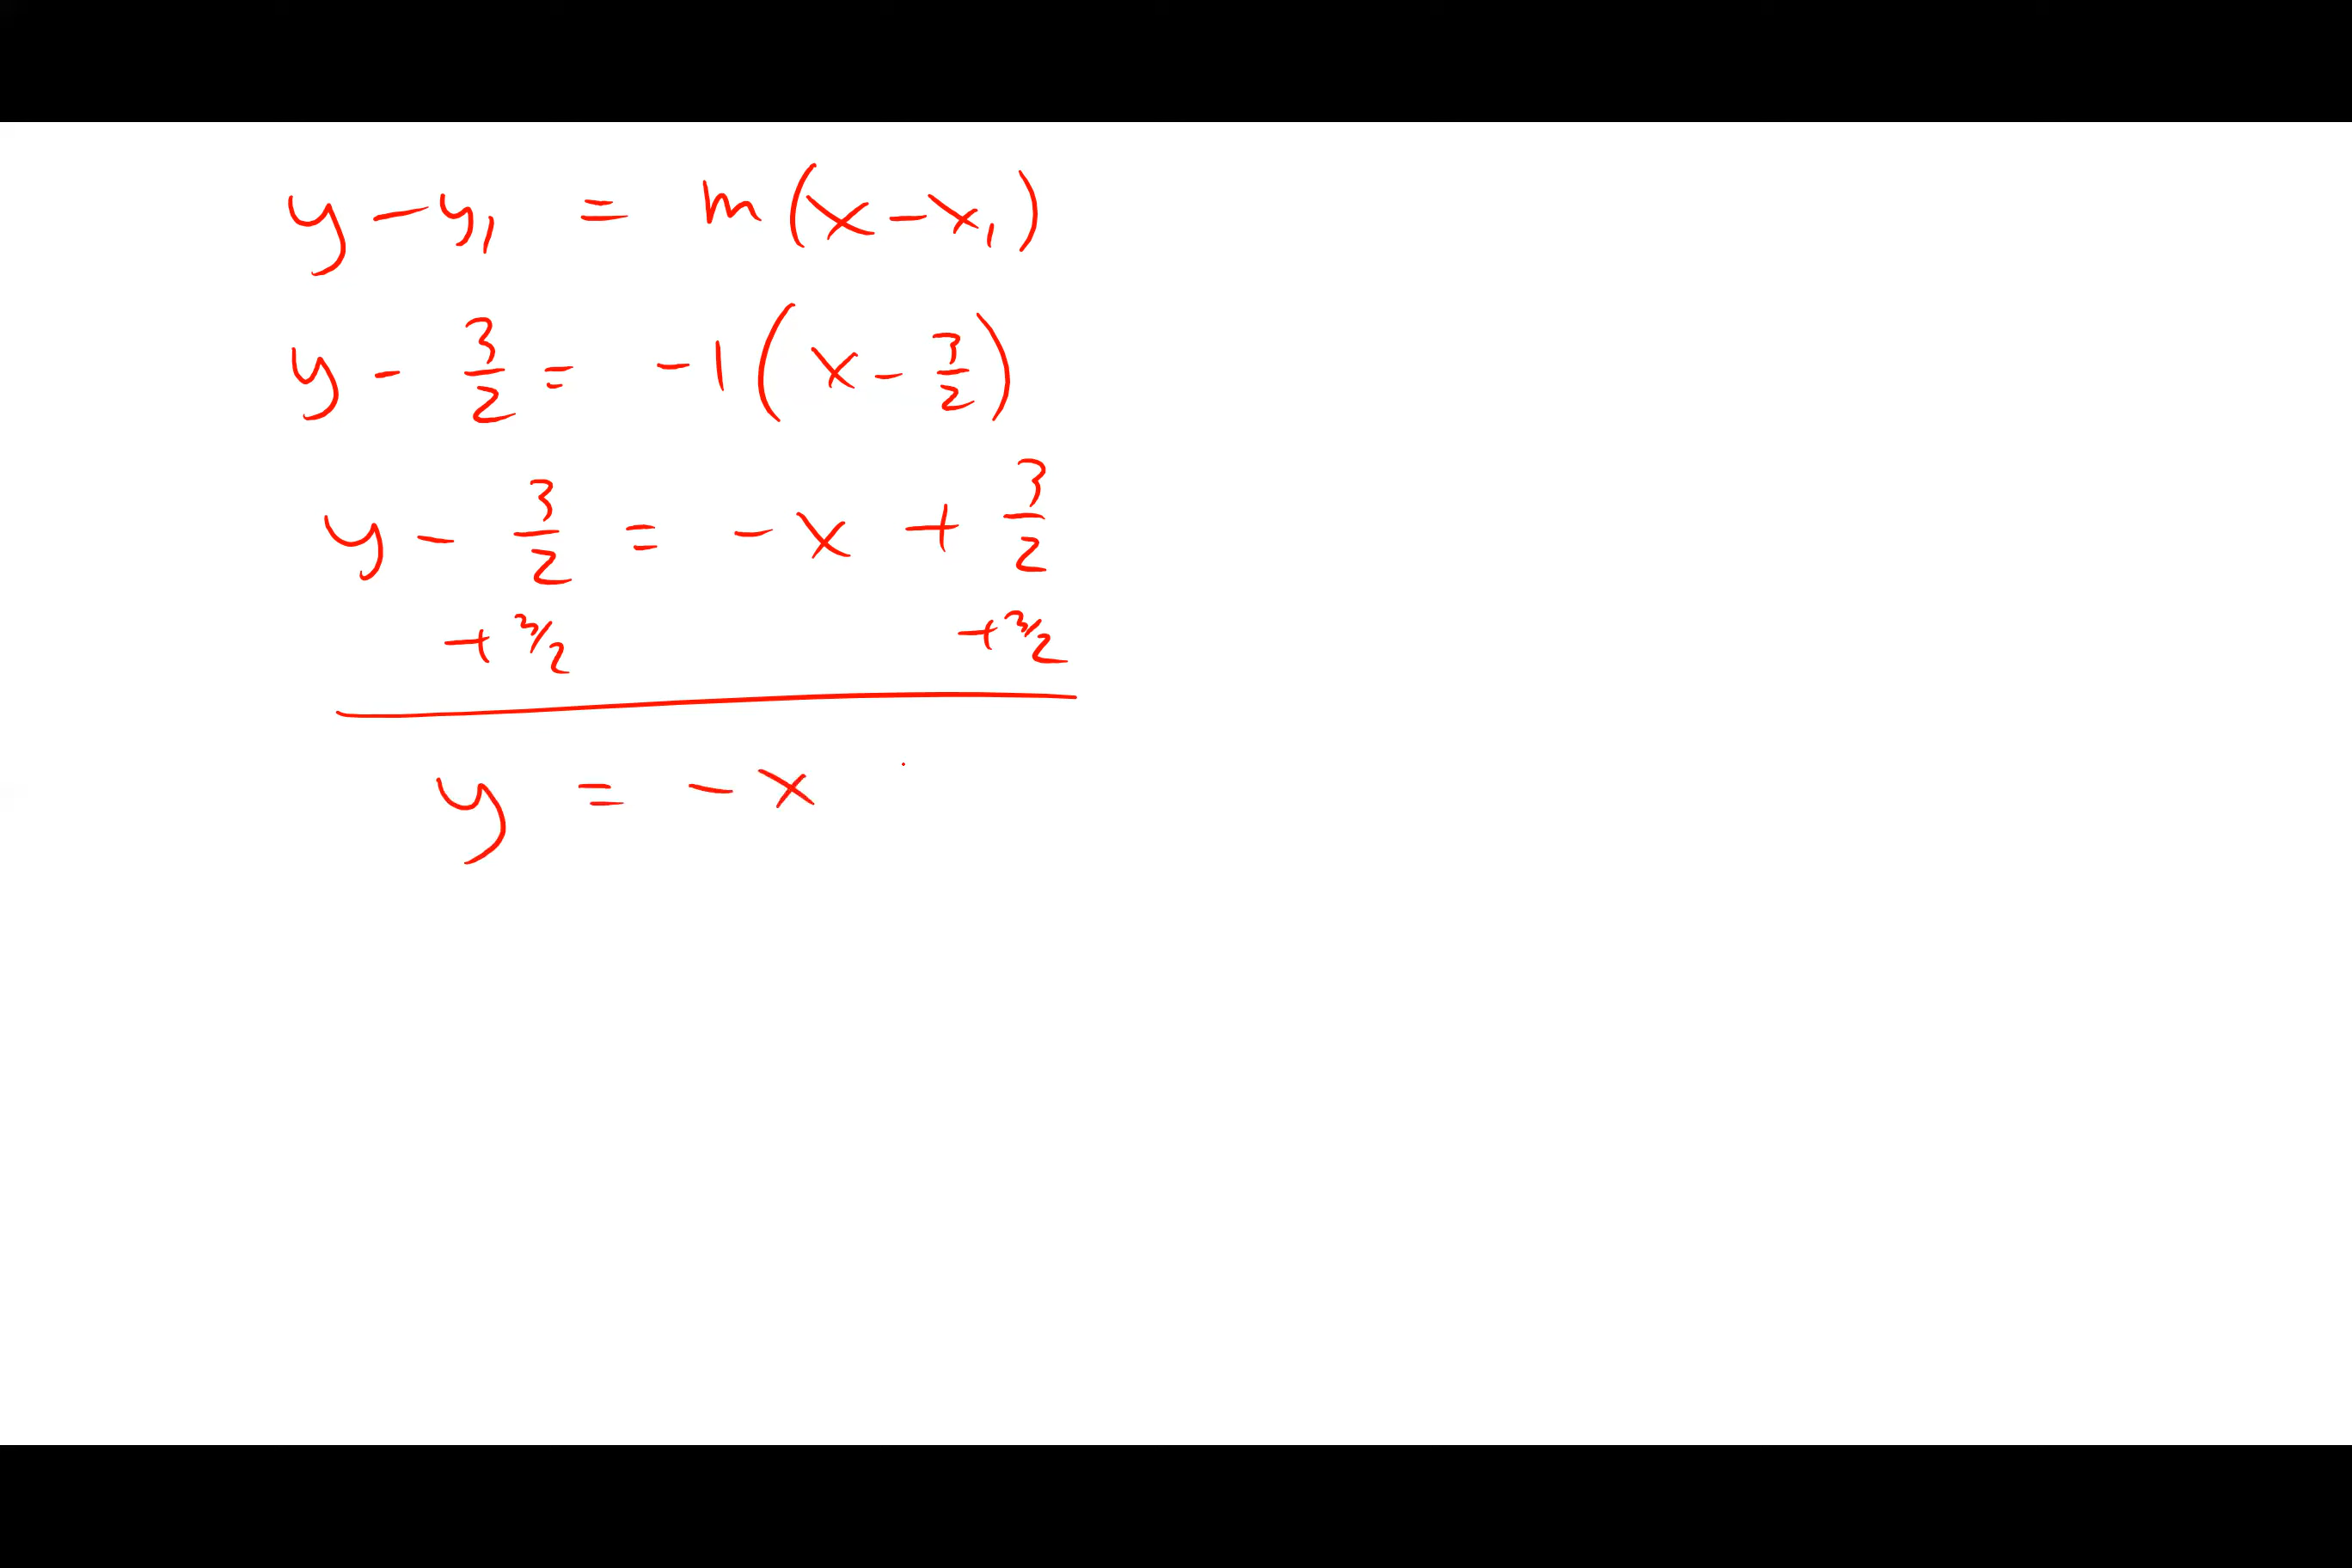 y - y₁ = m(x - x₁)
y - 3/2 = -1(x - 3/2)
y - 3/2 = -x + 3/2
+ 3/2 + 3/2
y = -x